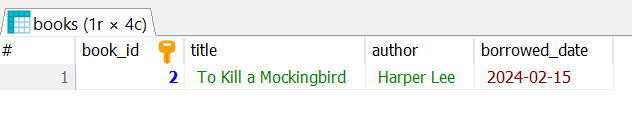 books (1r × 4c)
# book_id title author borrowed_date
1 2 To Kill a Mockingbird Harper Lee 2024-02-15